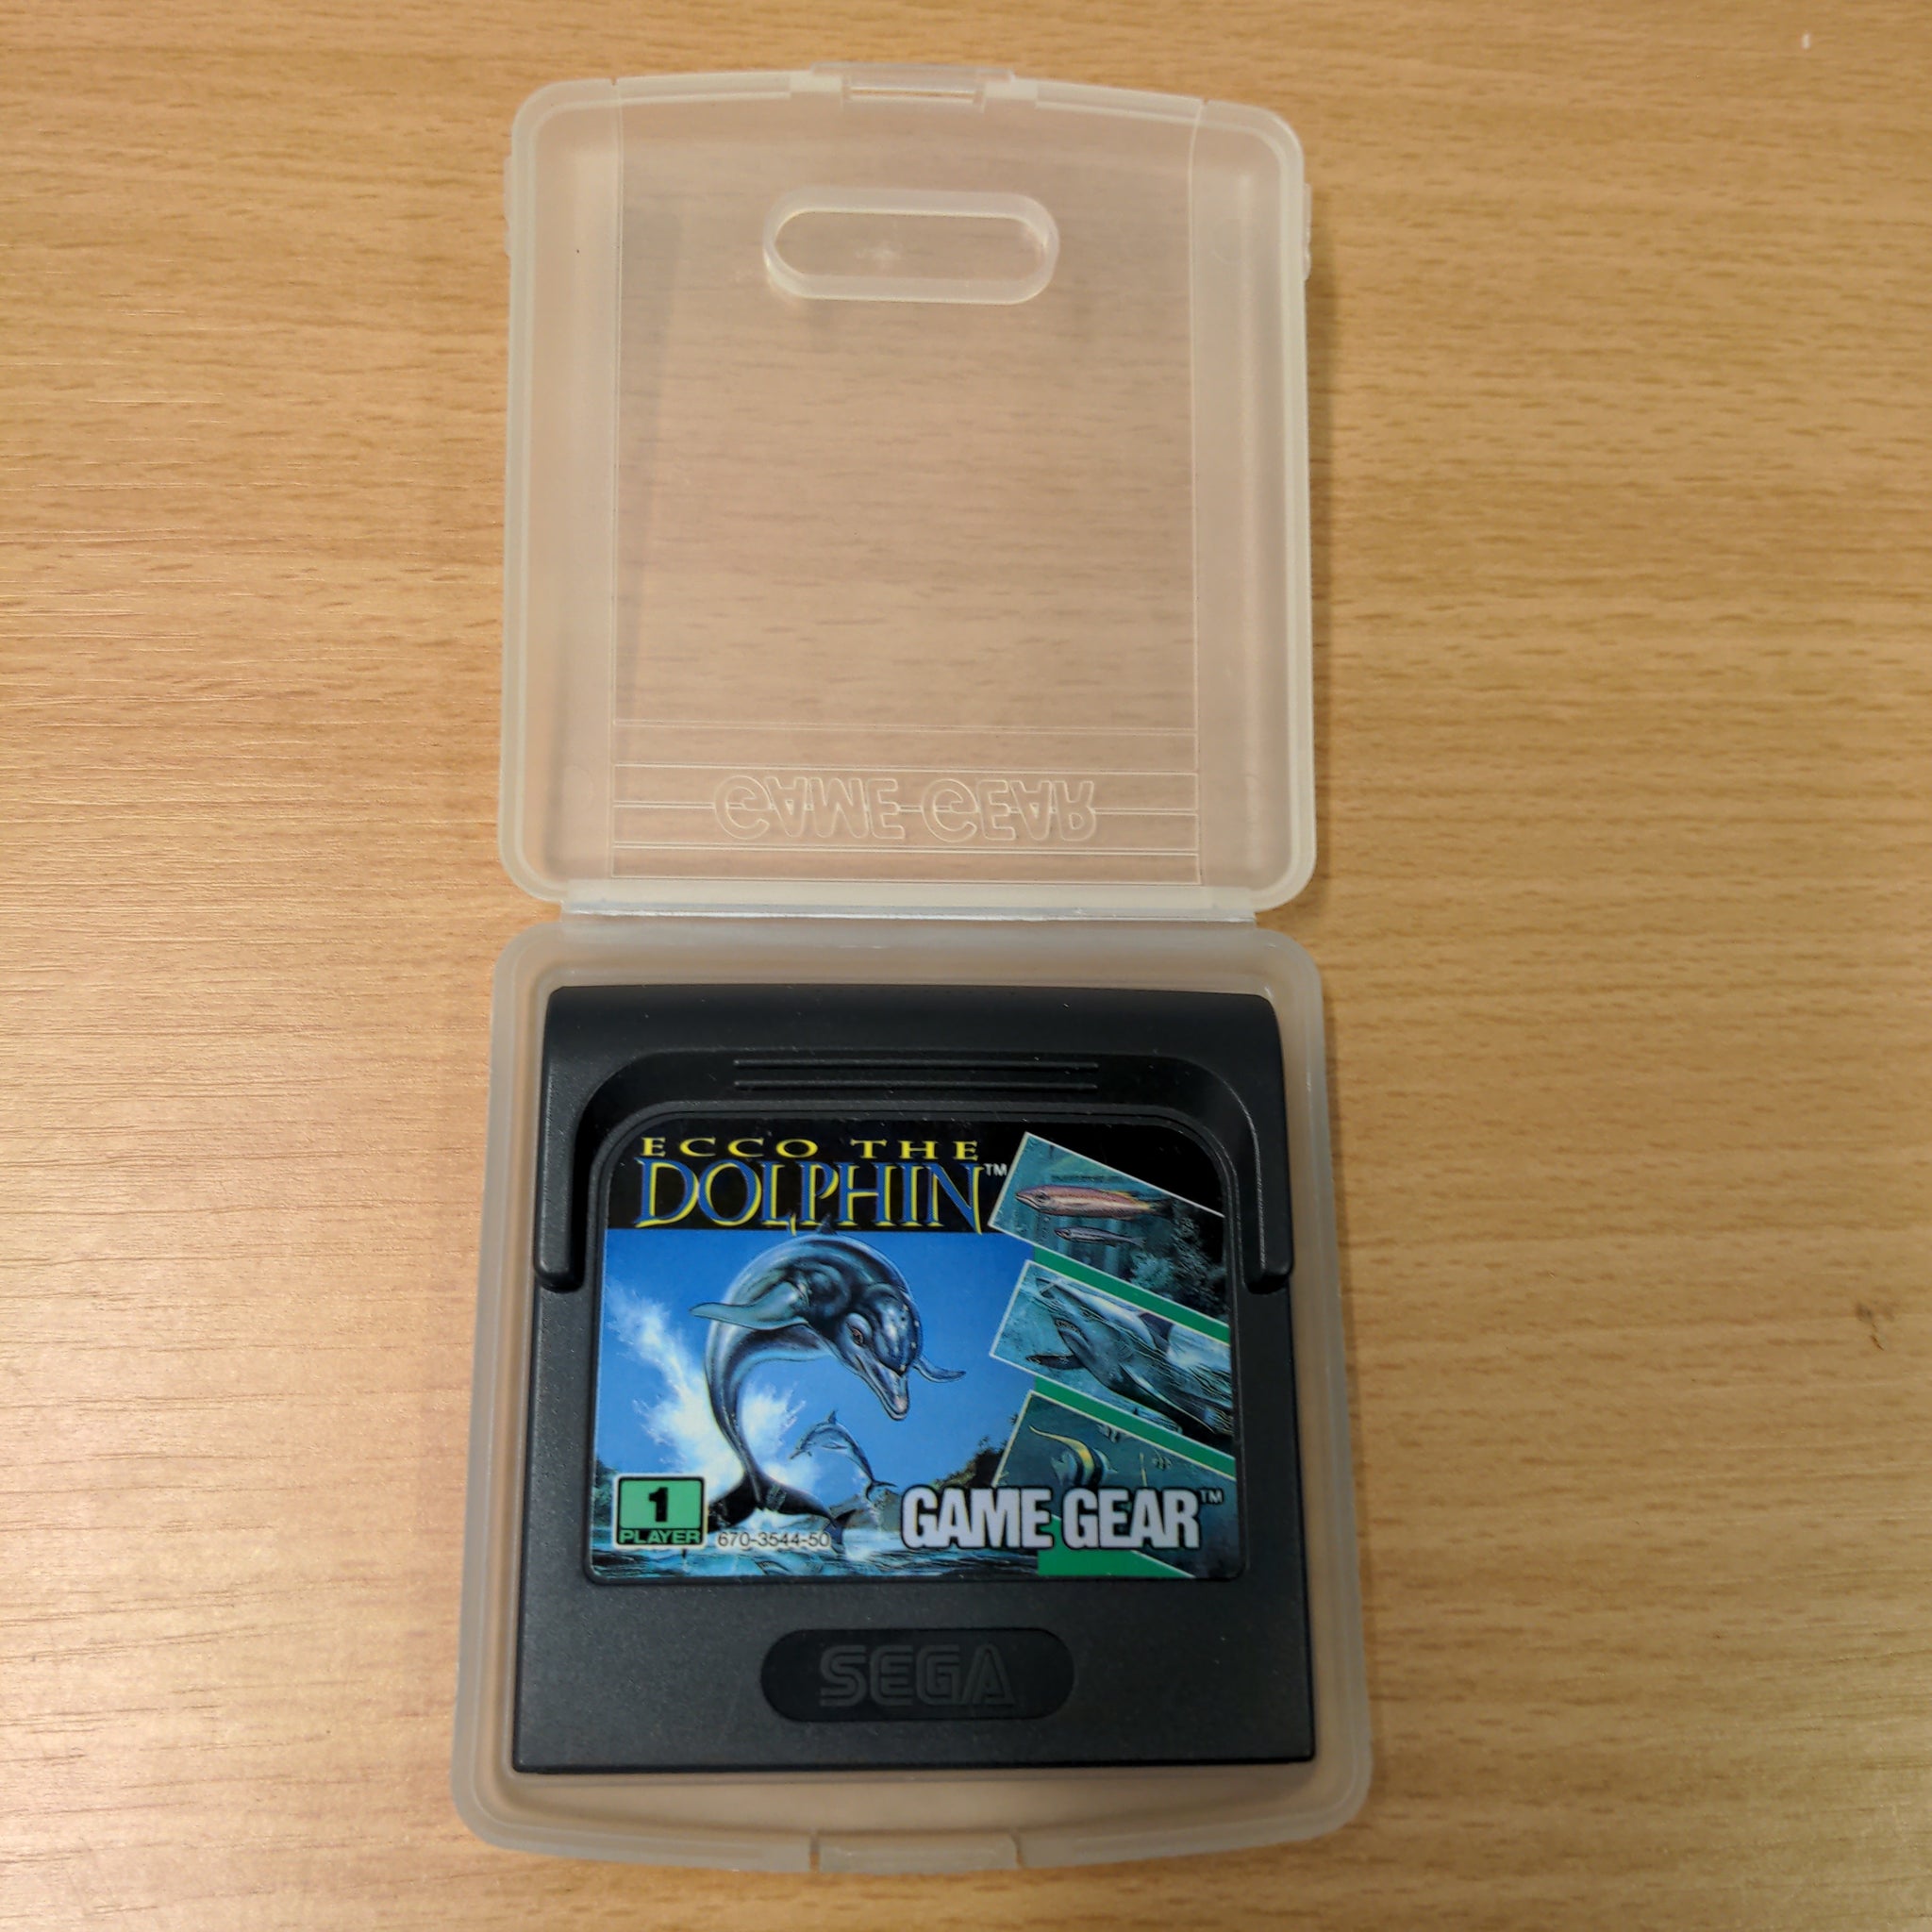 GAME GEAR
ECCO THE
DOLPHIN™
1
PLAYER
670-3544-50
GAME GEAR™
SEGA